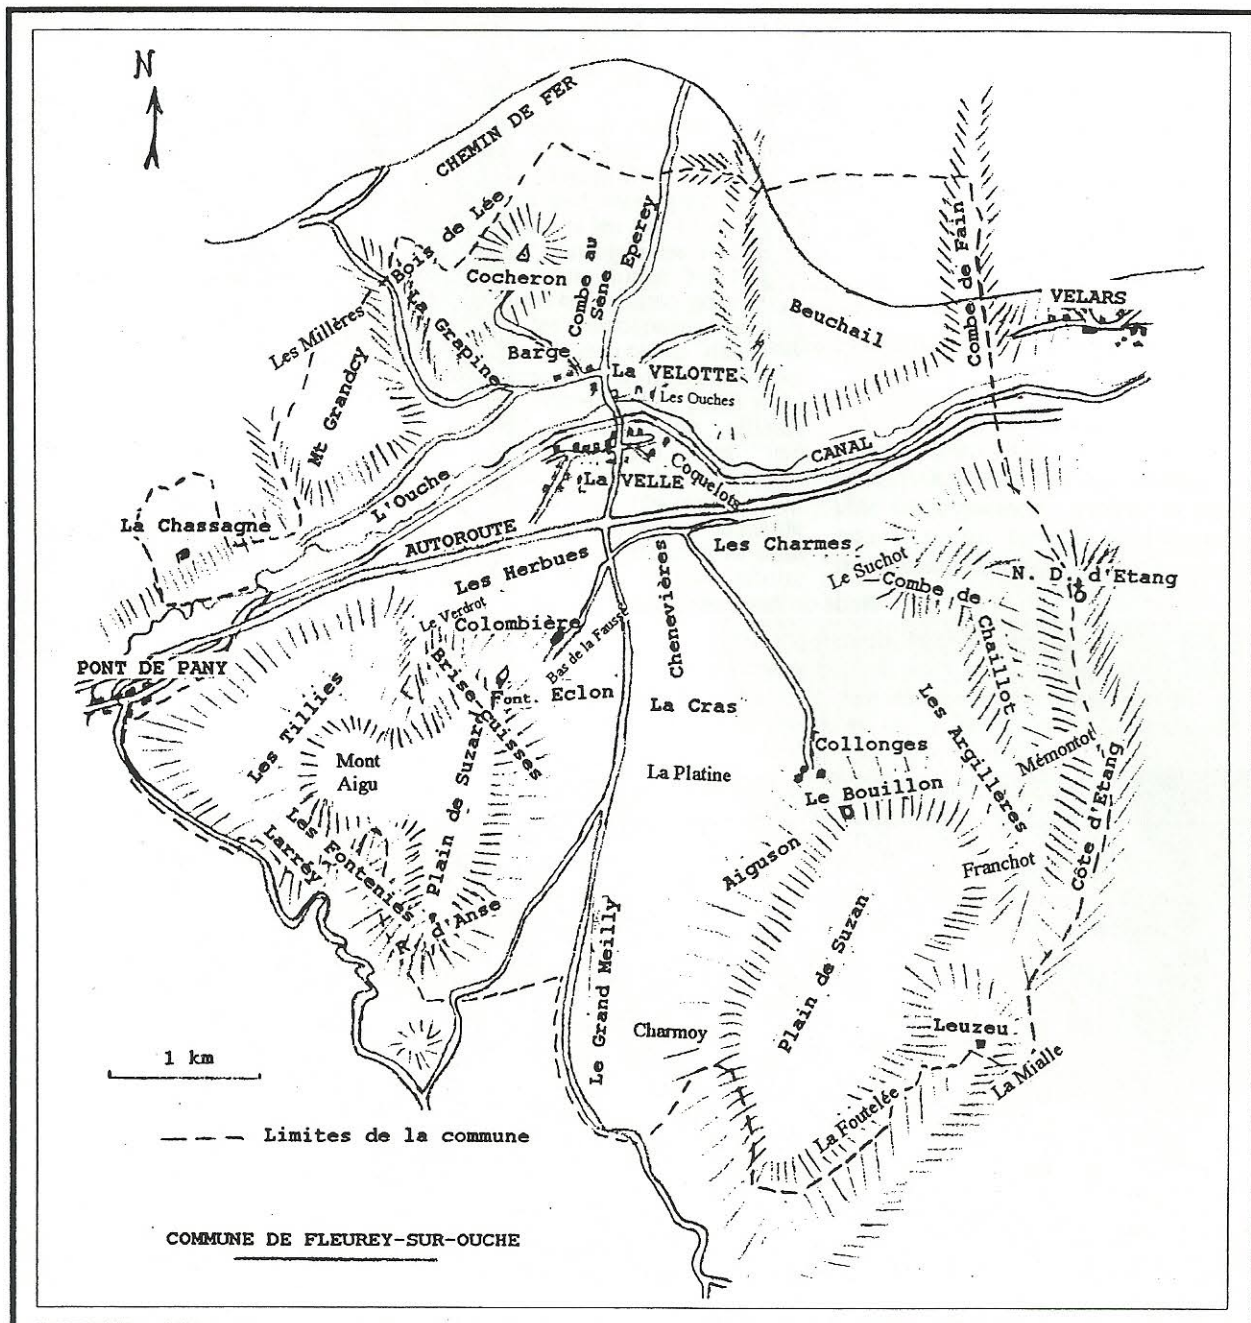 N
CHEMIN DE FER
Bois de Lée
Cocheron
Combe au
Sène Eperey
Combe de Fain
VELARS
Beuchail
Les Millères
La Grapine
Barge
La VELOTTE
Les Ouches
Mt Grandcy
CANAL
Coquelots
La VELLE
L'Ouche
La Chassagne
AUTOROUTE
Les Charmes
Les Herbues
Chenevières
Le Suchot
Combe de
Chaillot
N. D. d'Etang
Le Verdrot
Colombière
Bas de la Fausse
PONT DE PANY
Brise-Cuisses
Font. Eclon
La Cras
Les Tillies
Mont
Aigu
Plain de Suzard
La Platine
Collonges
Les Argillères
Mémontot
Le Bouillon
Côte d'Etang
Les Fontenies
Larrey
Aiguson
Franchot
R. d'Anse
Plain de Suzan
Le Grand Meilly
Charmoy
Leuzeu
La Mialle
La Foutelée
1 km
Limites de la commune
COMMUNE DE FLEUREY-SUR-OUCHE